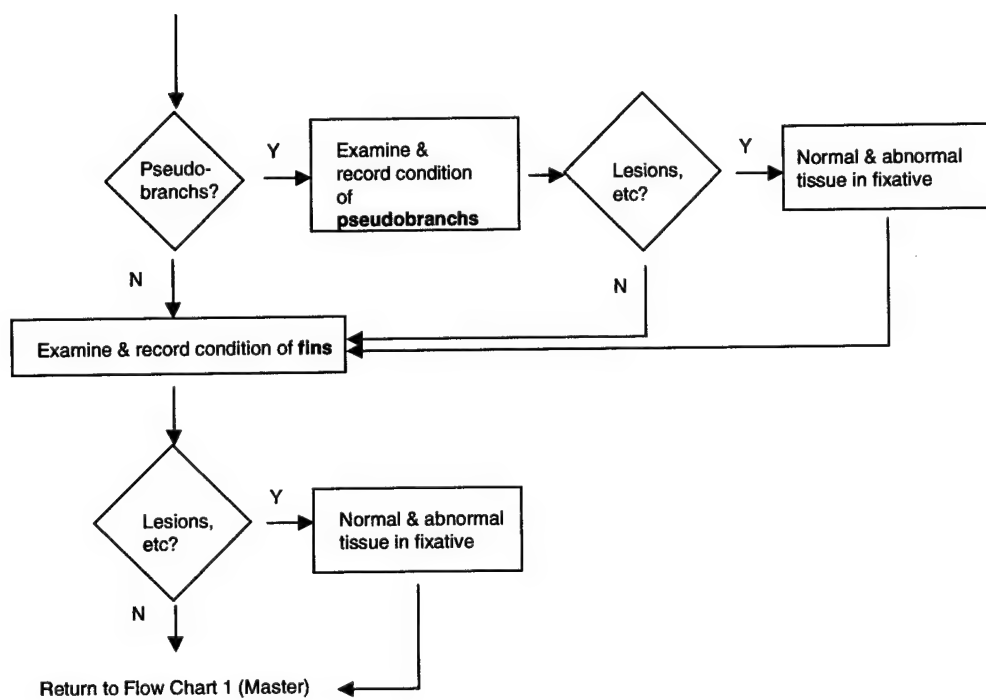 Pseudo-
branchs?
Y
Examine &
record condition
of
pseudobranchs
Lesions,
etc?
Y
Normal & abnormal
tissue in fixative
N
N
Examine & record condition of fins
Lesions,
etc?
Y
Normal & abnormal
tissue in fixative
N
Return to Flow Chart 1 (Master)